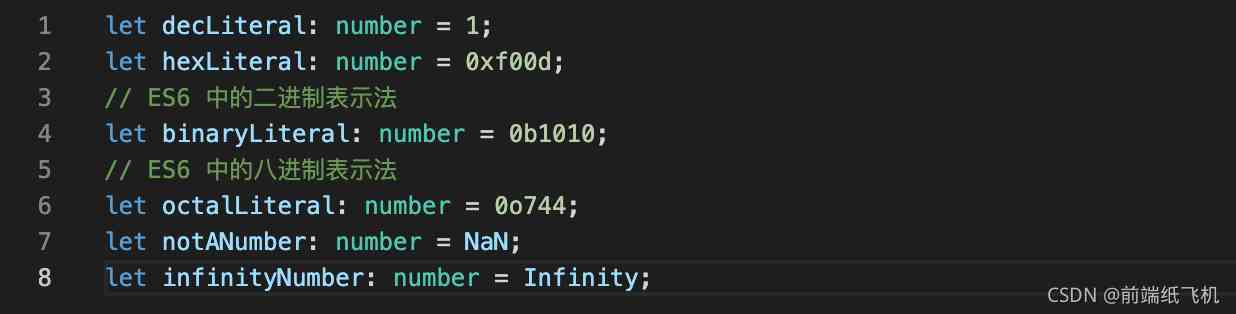 1 let decLiteral: number = 1;
2 let hexLiteral: number = 0xf00d;
3 // ES6 中的二进制表示法
4 let binaryLiteral: number = 0b1010;
5 // ES6 中的八进制表示法
6 let octalLiteral: number = 0o744;
7 let notANumber: number = NaN;
8 let infinityNumber: number = Infinity;
CSDN @前端纸飞机